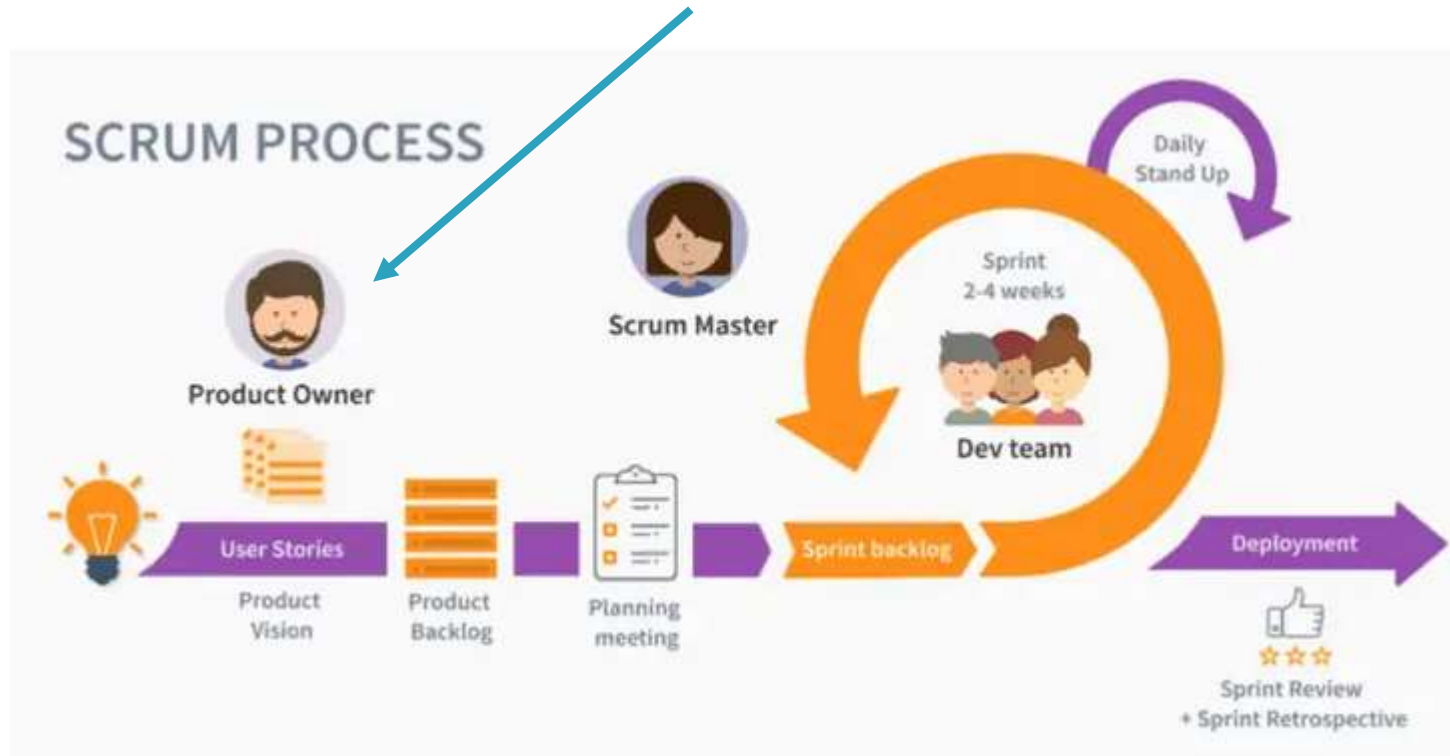 SCRUM PROCESS
Daily
Stand Up
Sprint
2-4 weeks
Scrum Master
Product Owner
Dev team
User Stories
Sprint backlog
Deployment
Product
Vision
Product
Backlog
Planning
meeting
Sprint Review
+ Sprint Retrospective